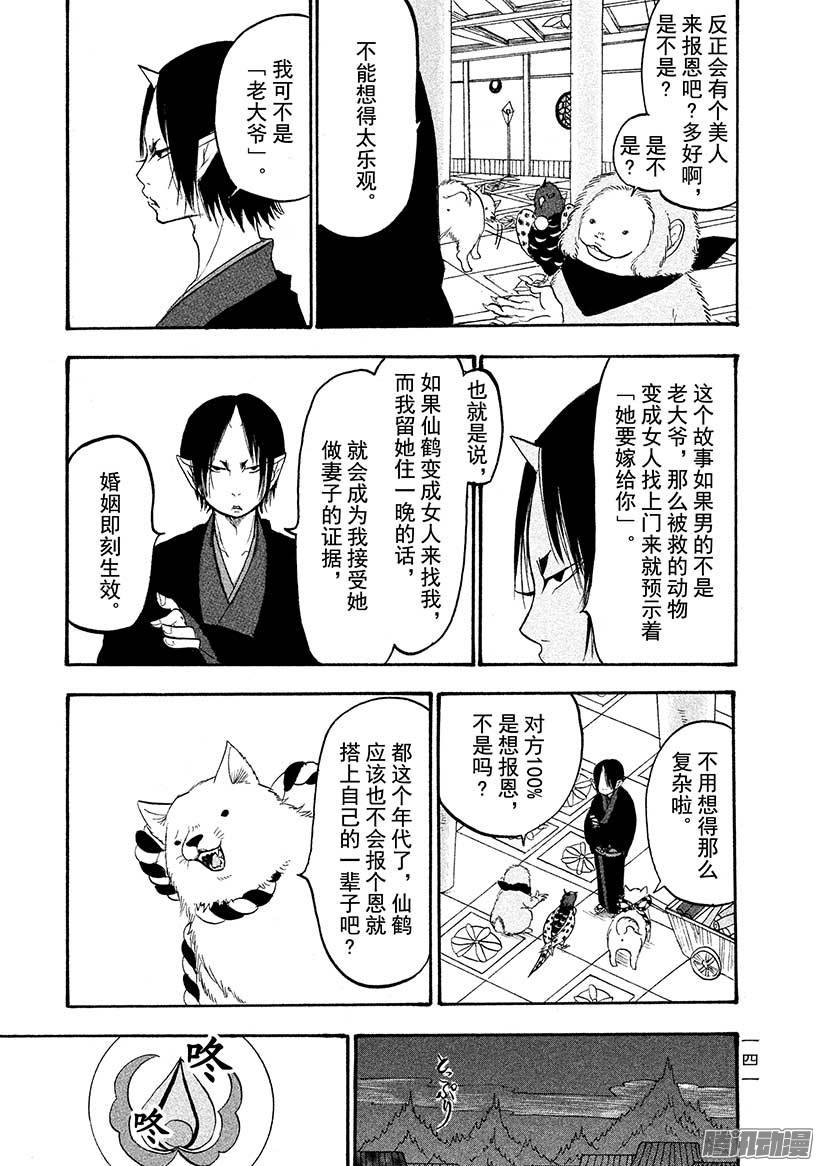 反正会有个美人
来报恩吧？多好啊，
是不是？
是不
是？
不能想得太乐观。
我可不是
「老大爷」。
这个故事如果男的不是
老大爷，那么被救的动物
变成女人找上门来就预示着
「她要嫁给你」。
也就是说，
如果仙鹤变成女人来找我，
而我留她住一晚的话，
就会成为我接受她
做妻子的证据，
婚姻即刻生效。
不用想得那么
复杂啦。
对方100%
是想报恩，
不是吗？
都这个年代了，仙鹤
应该也不会报个恩就
搭上自己的一辈子吧？
一四一
とっぷり
咚
咚
腾讯动漫